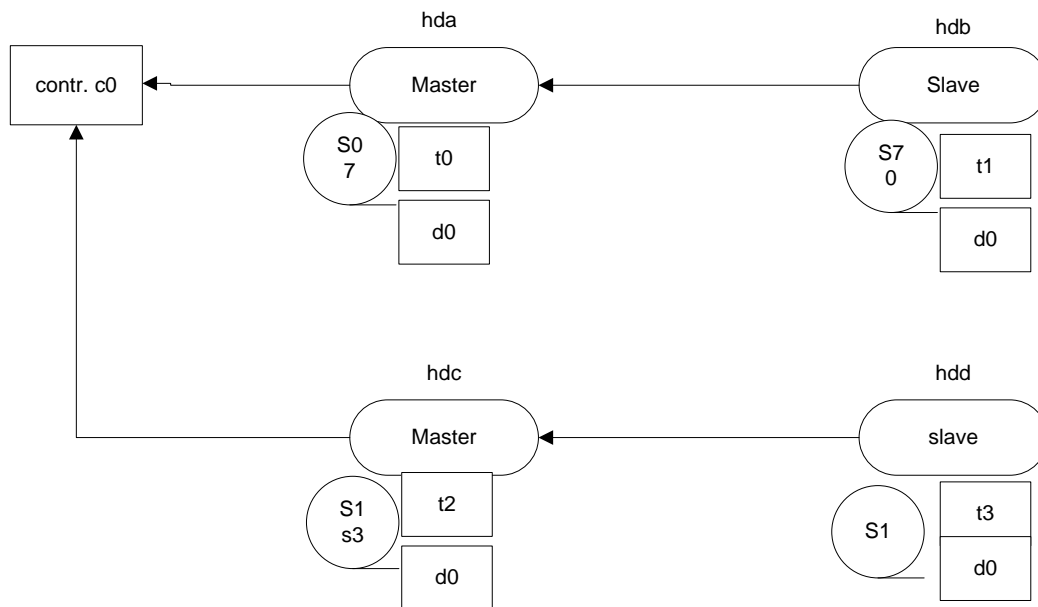 hda
hdb
contr. c0
Master
Slave
S0
7
t0
d0
S7
0
t1
d0
hdc
hdd
Master
slave
S1
s3
t2
d0
S1
t3
d0